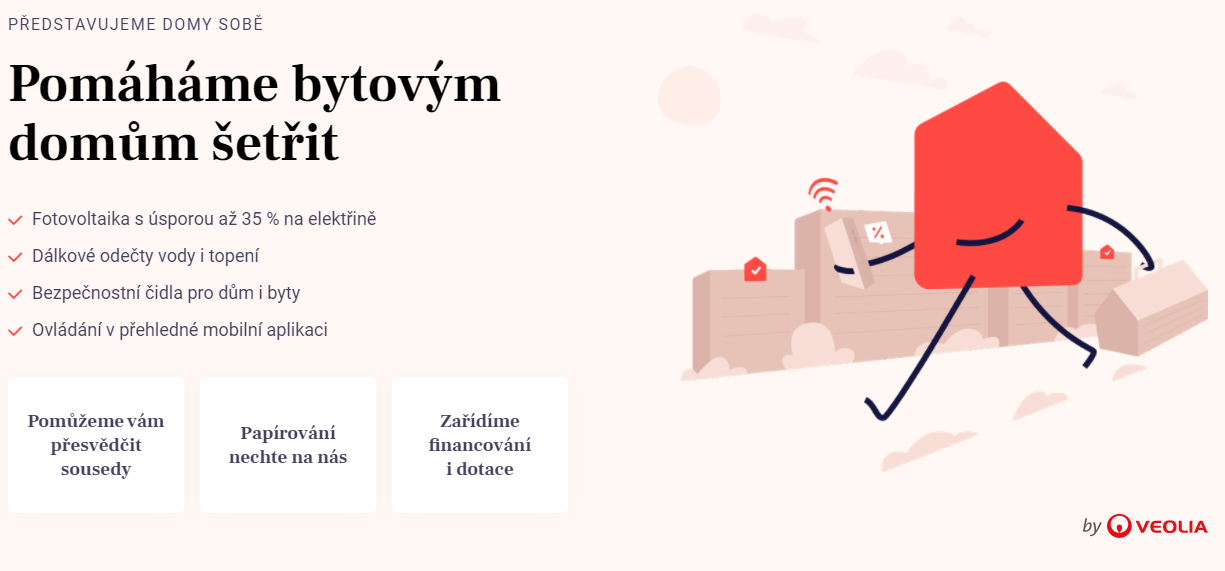 PŘEDSTAVUJEME DOMY SOBĚ
Pomáháme bytovým
domům šetřit
Fotovoltaika s úsporou až 35 % na elektřině
Dálkové odečty vody i topení
Bezpečnostní čidla pro dům i byty
Ovládání v přehledné mobilní aplikaci
Pomůžeme vám
přesvědčit
sousedy
Papírování
nechte na nás
Zařídíme
financování
i dotace
%
by VEOLIA